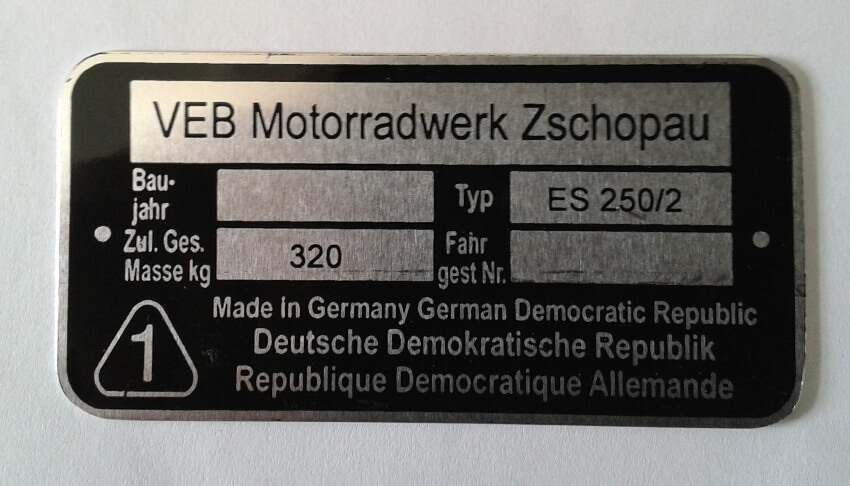 VEB Motorradwerk Zschopau
Bau-
jahr
Typ ES 250/2
Zul. Ges.
Masse kg
320
Fahr
gest Nr.
1
Made in Germany German Democratic Republic
Deutsche Demokratische Republik
Republique Democratique Allemande